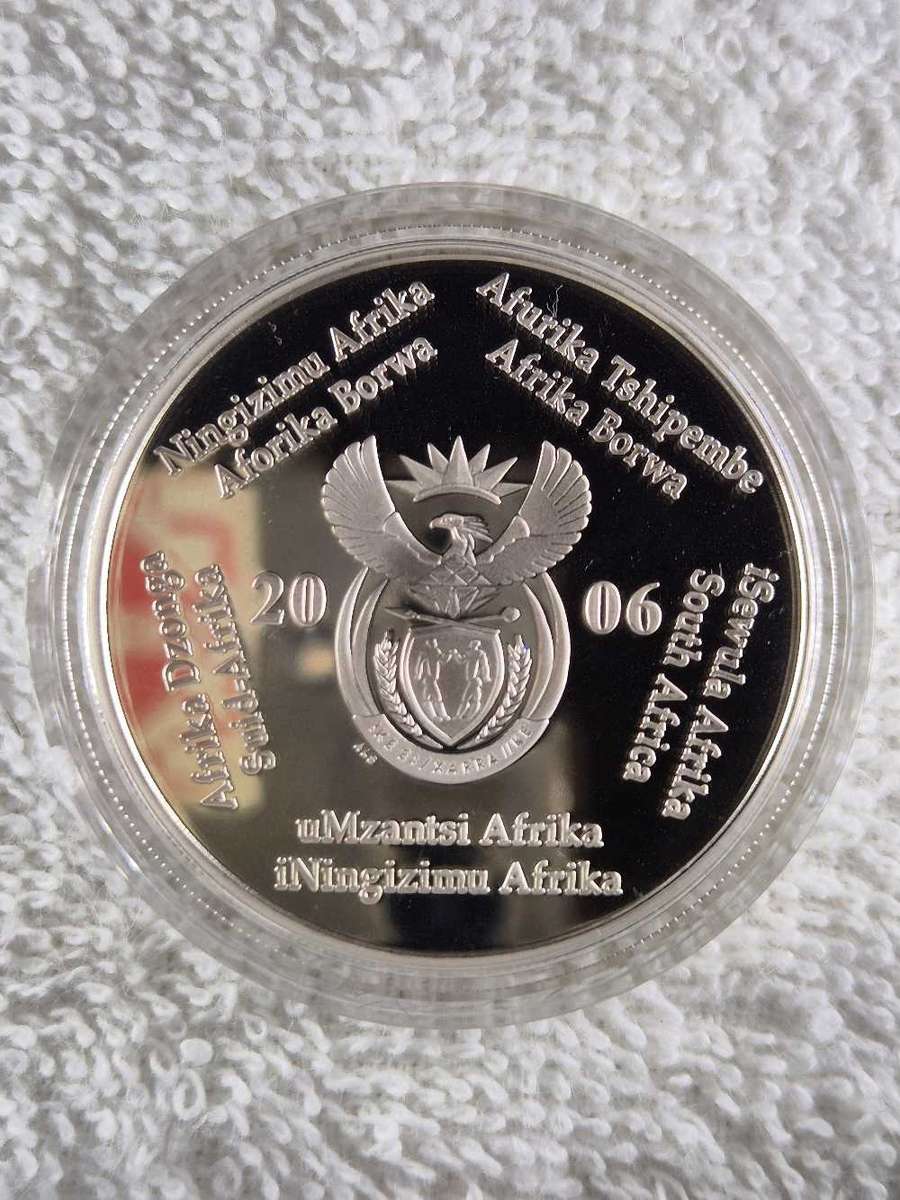 Ningizimu Afrika
Aforika Borwa
Afurika Tshipembe
Afrika Borwa
iSewula Afrika
South Africa
uMzantsi Afrika
iNingizimu Afrika
Afrika Dzonga
Suid-Afrika
20 06